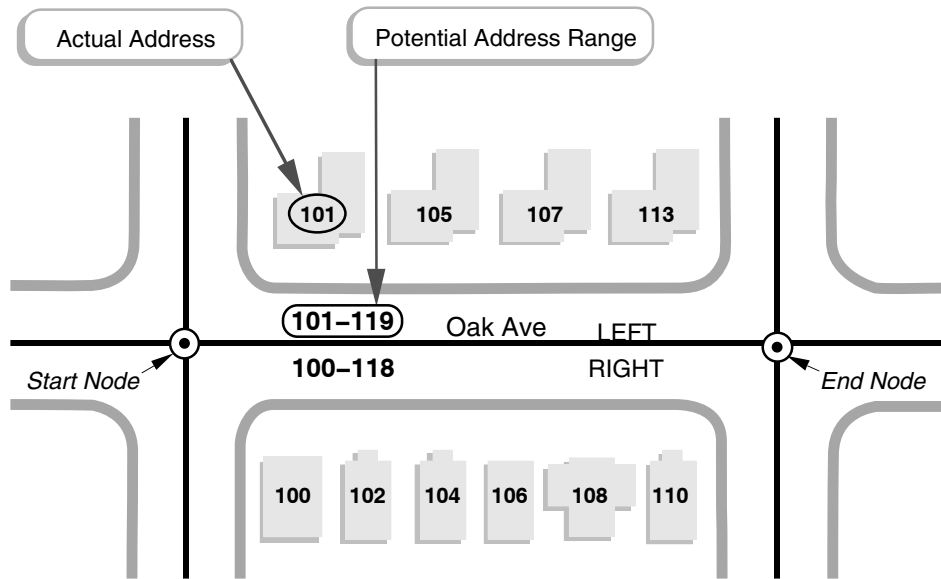 Actual Address
Potential Address Range
101
105
107
113
101–119
Oak Ave
LEFT
100–118
RIGHT
Start Node
End Node
100
102
104
106
108
110